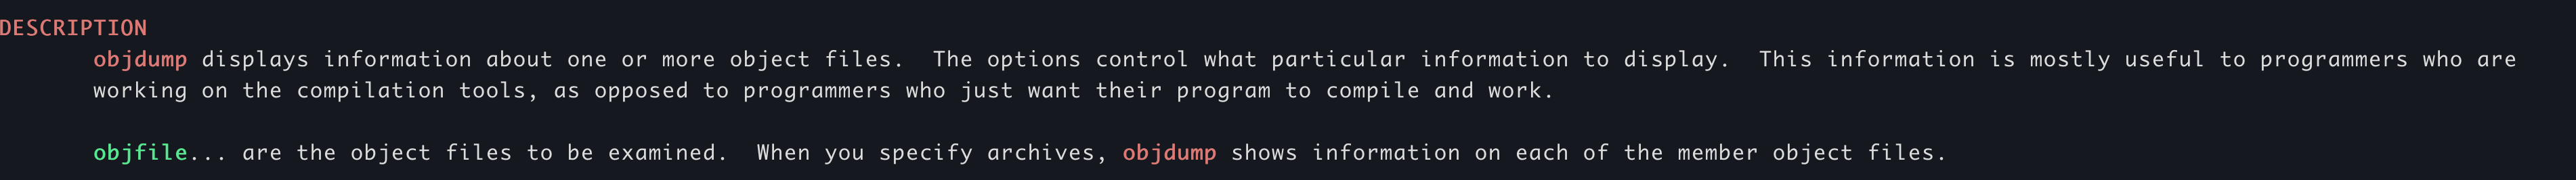 DESCRIPTION
objdump displays information about one or more object files.  The options control what particular information to display.  This information is mostly useful to programmers who are
working on the compilation tools, as opposed to programmers who just want their program to compile and work.
objfile... are the object files to be examined.  When you specify archives, objdump shows information on each of the member object files.